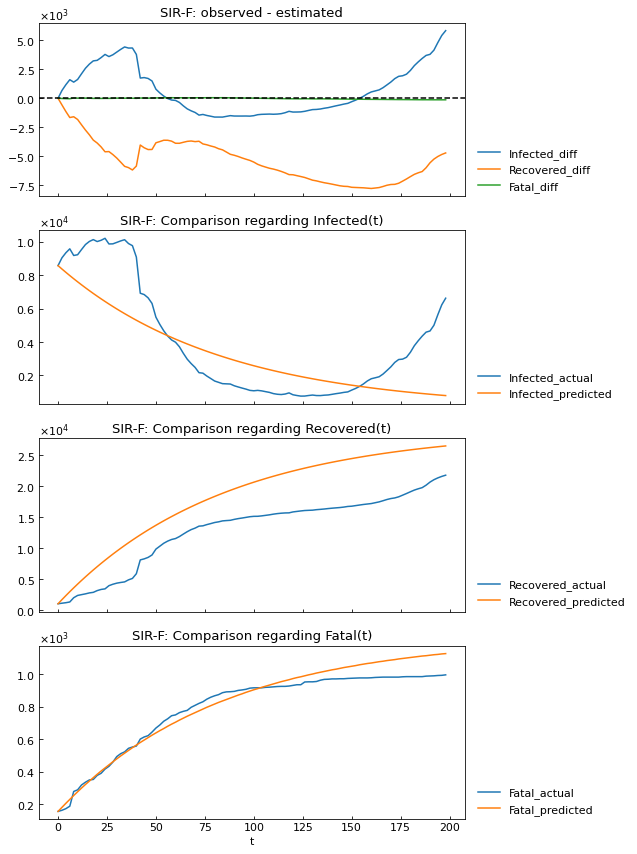 SIR-F: observed - estimated
×10³
5.0
2.5
0.0
−2.5
−5.0
−7.5
Infected_diff
Recovered_diff
Fatal_diff
SIR-F: Comparison regarding Infected(t)
×10⁴
1.0
0.8
0.6
0.4
0.2
Infected_actual
Infected_predicted
SIR-F: Comparison regarding Recovered(t)
×10⁴
2.5
2.0
1.5
1.0
0.5
0.0
Recovered_actual
Recovered_predicted
SIR-F: Comparison regarding Fatal(t)
×10³
1.0
0.8
0.6
0.4
0.2
Fatal_actual
Fatal_predicted
0 25 50 75 100 125 150 175 200
t